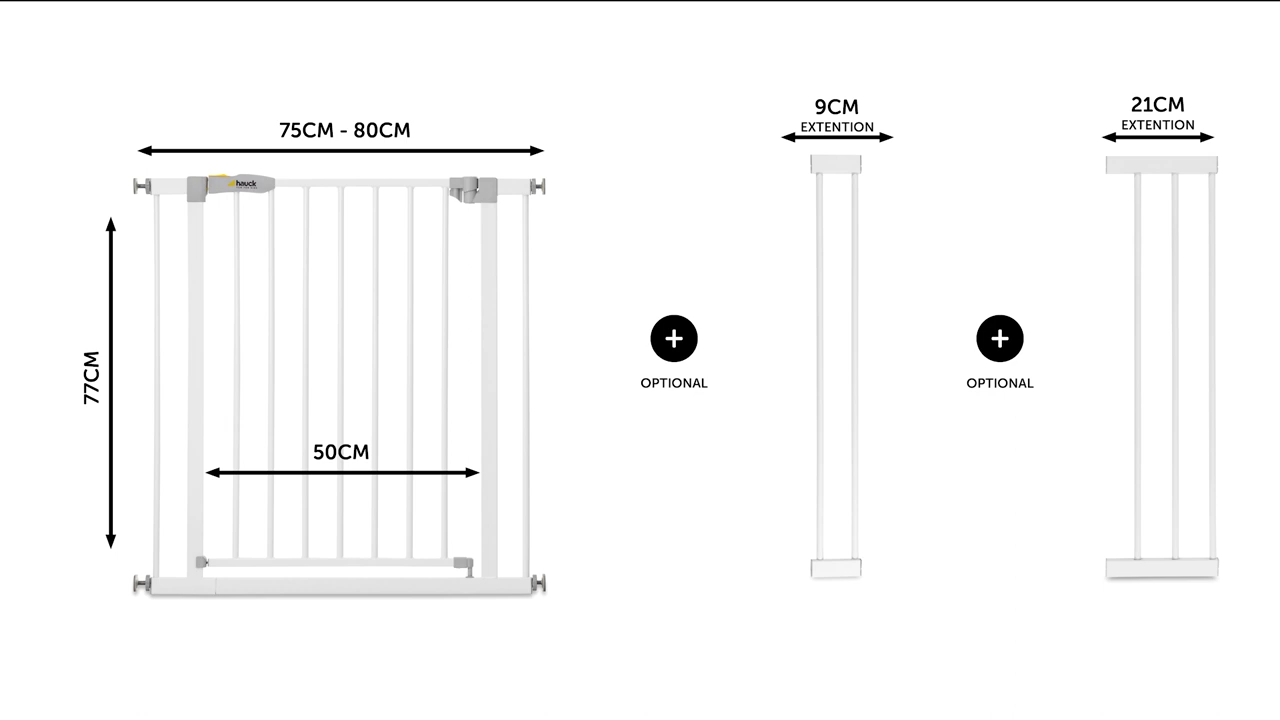 75CM - 80CM
hauck
77CM
50CM
OPTIONAL
9CM
EXTENTION
OPTIONAL
21CM
EXTENTION